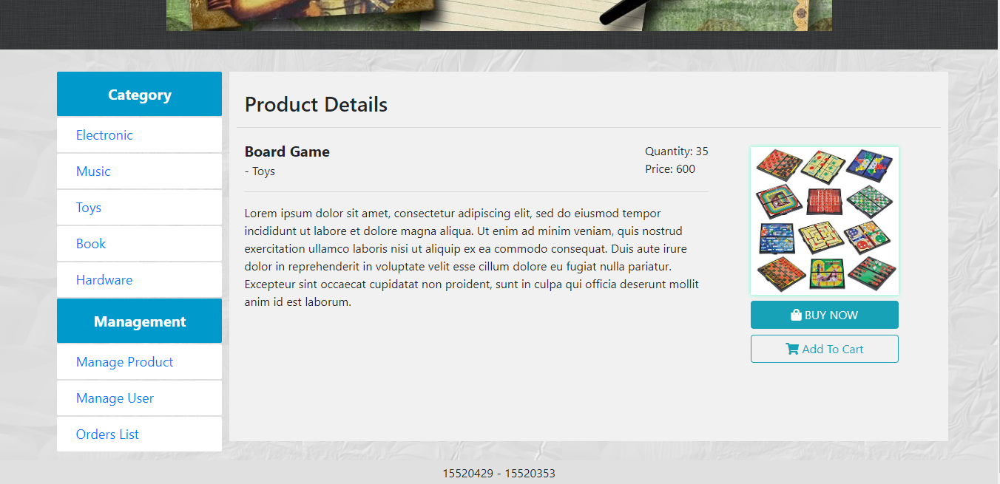 Category
Electronic
Music
Toys
Book
Hardware
Management
Manage Product
Manage User
Orders List
Product Details
Board Game
- Toys
Quantity: 35
Price: 600
Lorem ipsum dolor sit amet, consectetur adipiscing elit, sed do eiusmod tempor
incididunt ut labore et dolore magna aliqua. Ut enim ad minim veniam, quis nostrud
exercitation ullamco laboris nisi ut aliquip ex ea commodo consequat. Duis aute irure
dolor in reprehenderit in voluptate velit esse cillum dolore eu fugiat nulla pariatur.
Excepteur sint occaecat cupidatat non proident, sunt in culpa qui officia deserunt mollit
anim id est laborum.
BUY NOW
Add To Cart
15520429 - 15520353